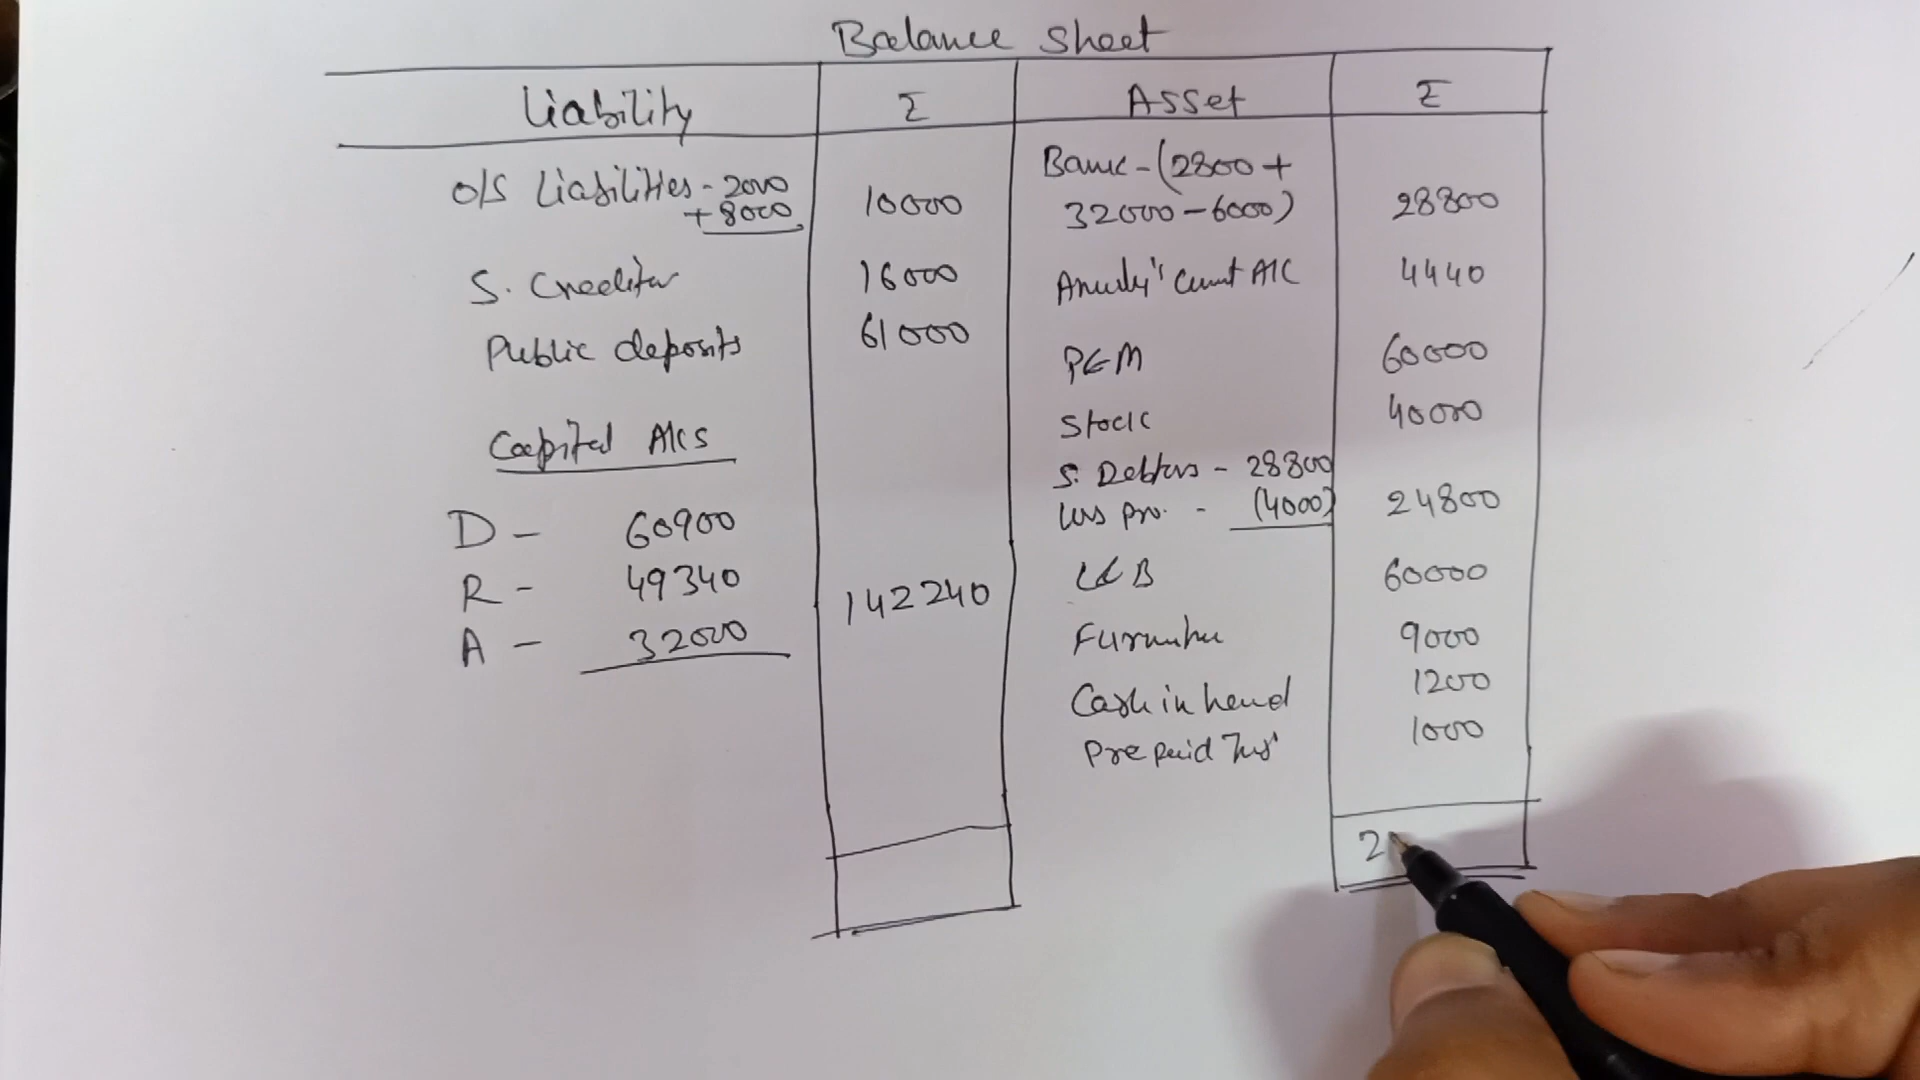 Balance Sheet
Liability ₹ Asset ₹
O/S Liabilities - 2000
+ 8000 10000
S. Creditor 16000
Public deposits 61000
Capital A/cs
D - 60900
R - 49340
A - 32000
142240
Bank - (2800 +
32000 - 6000) 28800
A/C 4440
P&M 60000
Stock 40000
S. Debtors - 28800
less pro. - (4000) 24800
L&B 60000
Furniture 9000
Cash in hand 1200
Prepaid Ins 1000
2